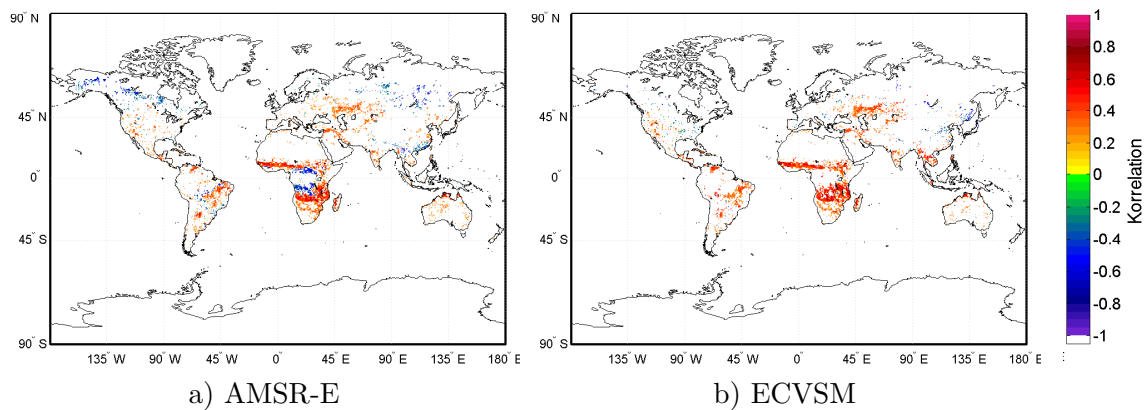 90° N
45° N
0°
45° S
90° S
135° W
90° W
45° W
0°
45° E
90° E
135° E
180° E
a) AMSR-E
90° N
45° N
0°
45° S
90° S
135° W
90° W
45° W
0°
45° E
90° E
135° E
180° E
b) ECVSM
1
0.8
0.6
0.4
0.2
0
-0.2
-0.4
-0.6
-0.8
-1
Korrelation